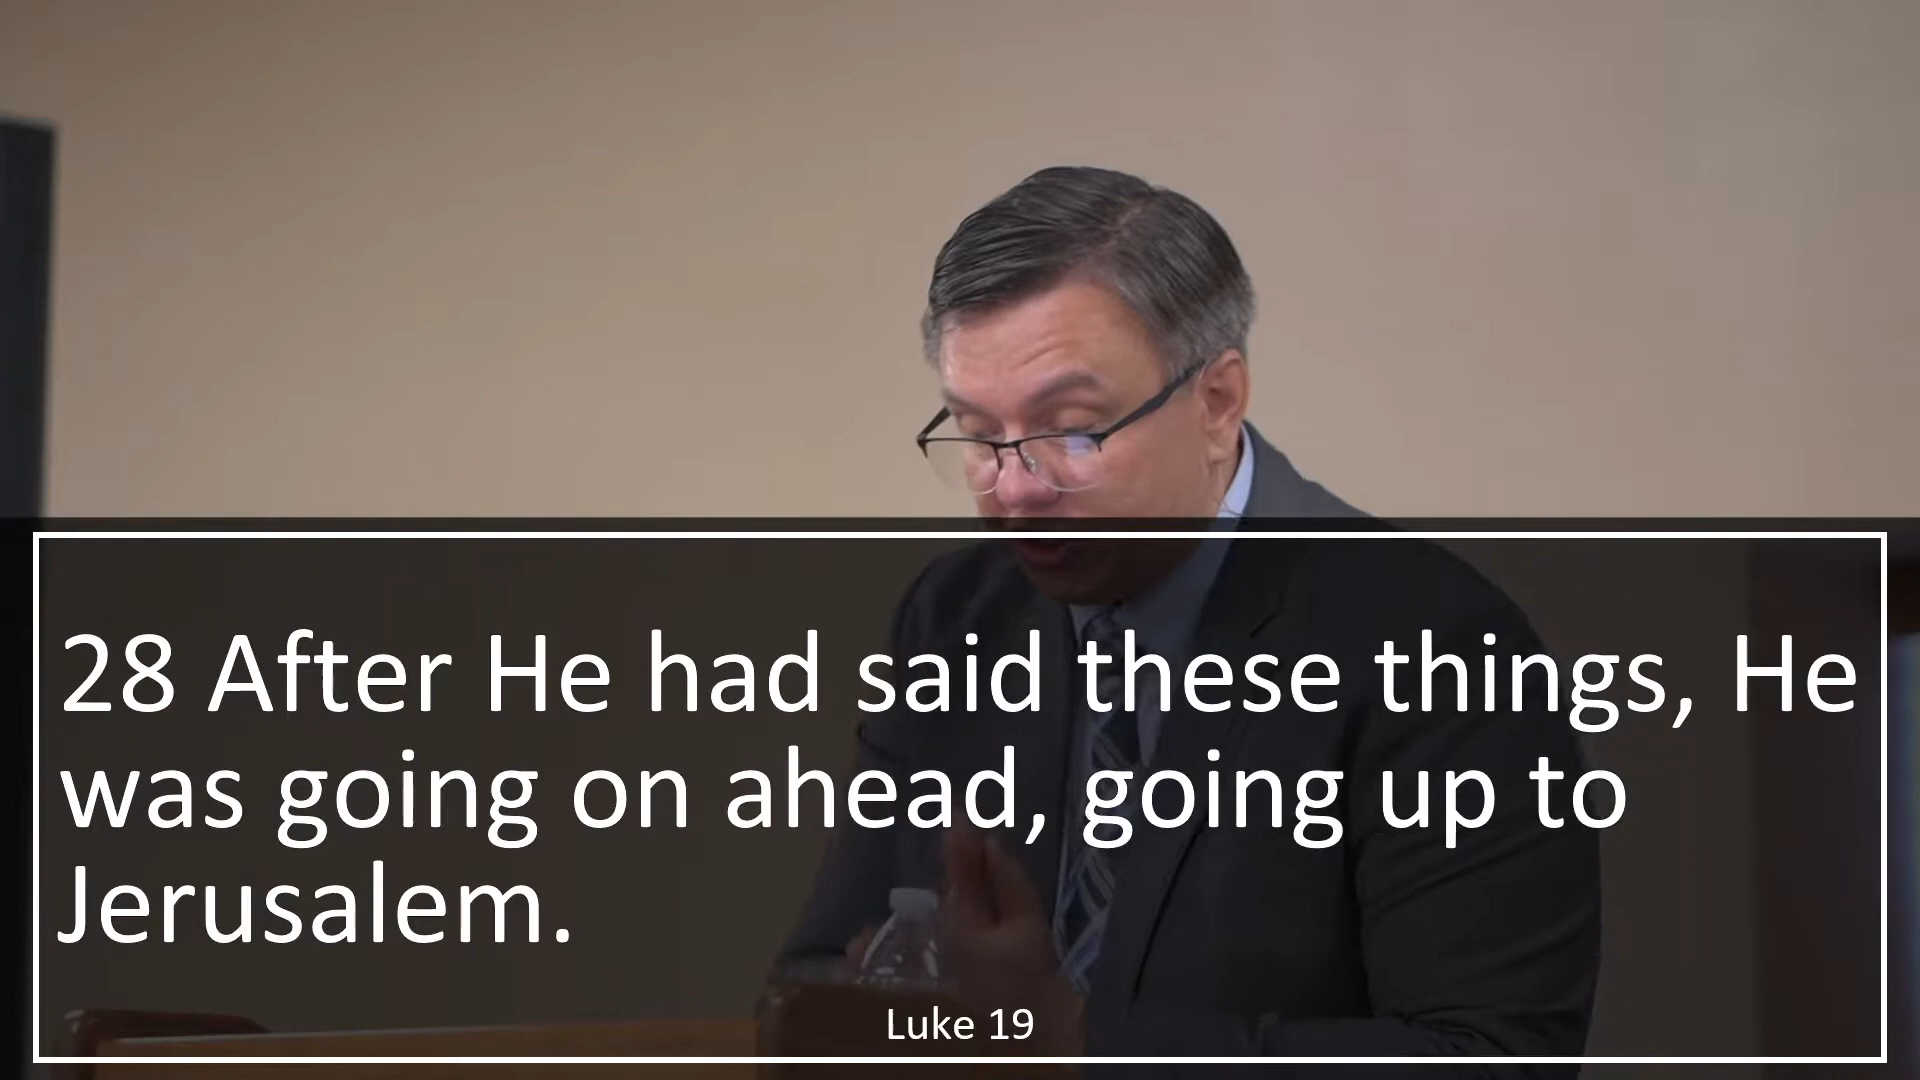 28 After He had said these things, He
was going on ahead, going up to
Jerusalem.
Luke 19